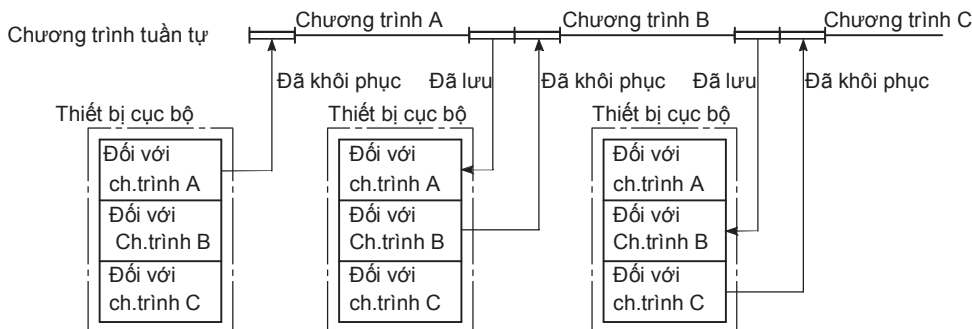 Chương trình A
Chương trình B
Chương trình C
Chương trình tuần tự
Đã khôi phục
Đã lưu
Đã khôi phục
Đã lưu
Đã khôi phục
Thiết bị cục bộ
Đối với
ch.trình A
Đối với
Ch.trình B
Đối với
ch.trình C
Thiết bị cục bộ
Đối với
ch.trình A
Đối với
Ch.trình B
Đối với
ch.trình C
Thiết bị cục bộ
Đối với
ch.trình A
Đối với
Ch.trình B
Đối với
ch.trình C